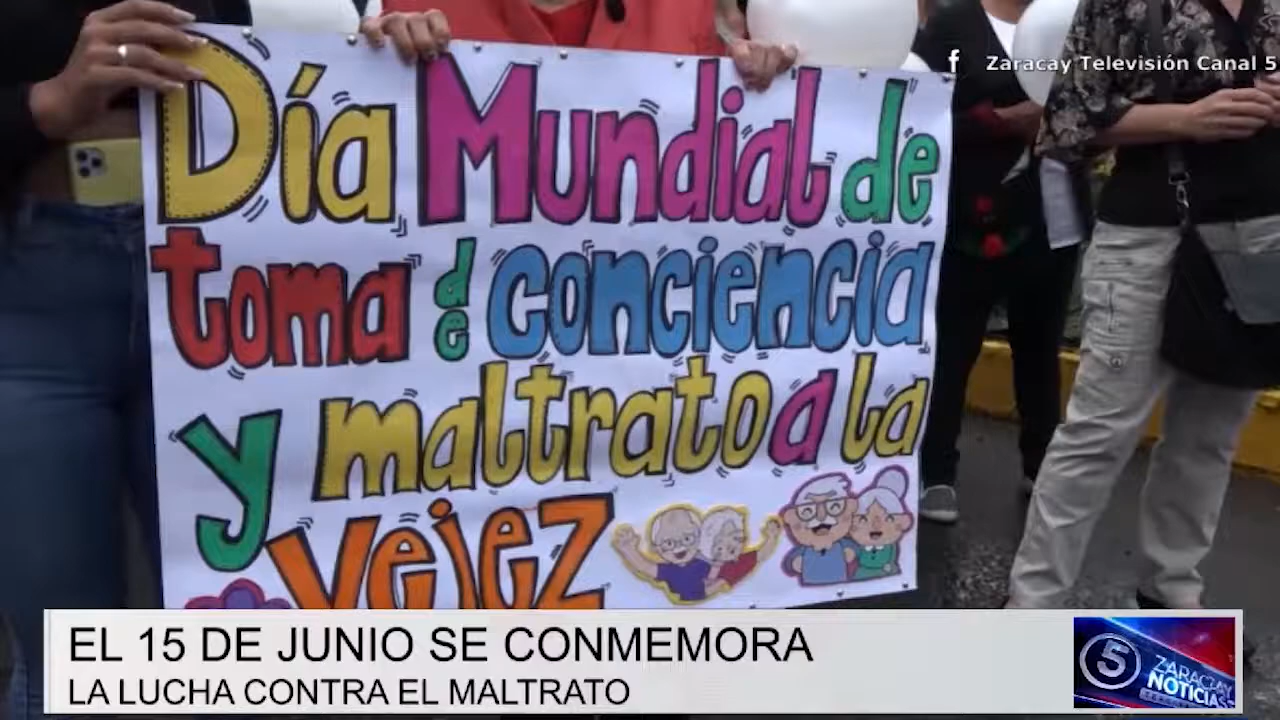 Zaracay Televisión Canal 5
Día Mundial de
toma de conciencia
y maltrato a la
vejez
EL 15 DE JUNIO SE CONMEMORA
LA LUCHA CONTRA EL MALTRATO
5 ZARACAY
NOTICIAS